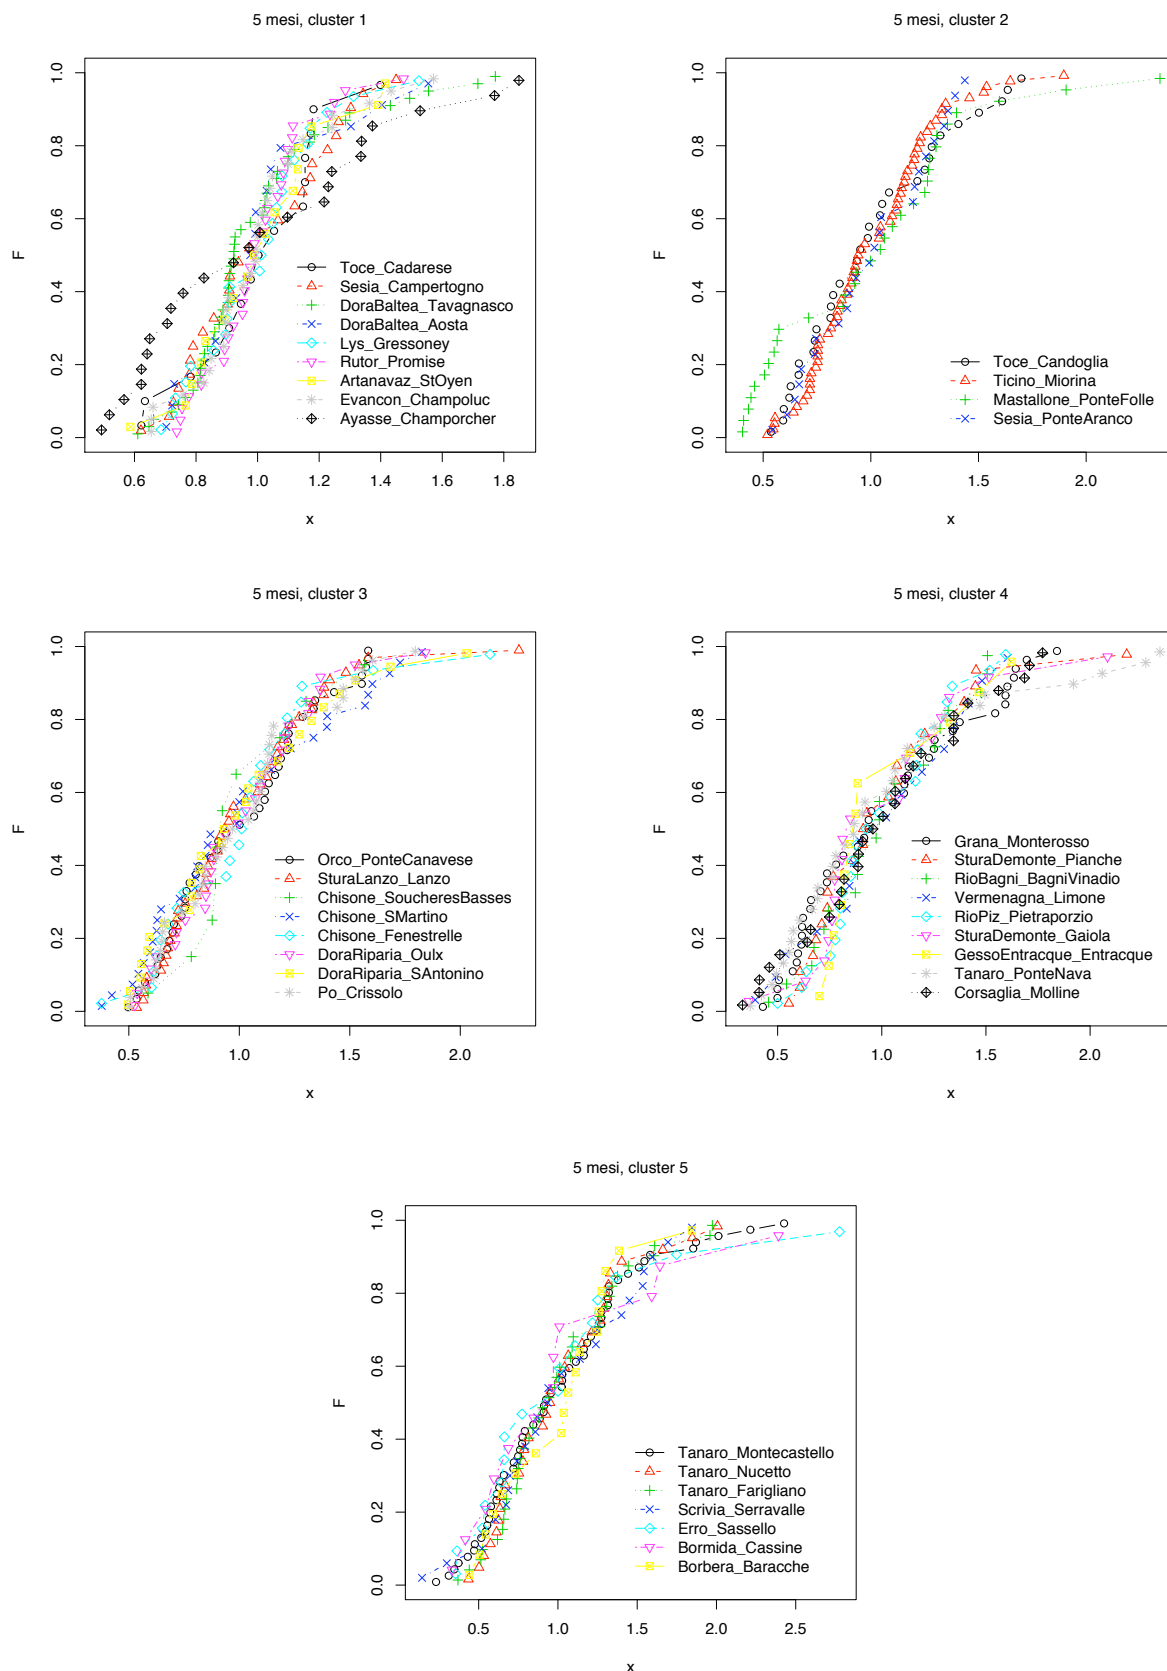 5 mesi, cluster 1
F
1.0
0.8
0.6
0.4
0.2
0.0
Toce_Cadarese
Sesia_Campertogno
DoraBaltea_Tavagnasco
DoraBaltea_Aosta
Lys_Gressoney
Rutor_Promise
Artanavaz_StOyen
Evancon_Champoluc
Ayasse_Champorcher
0.6 0.8 1.0 1.2 1.4 1.6 1.8
x
5 mesi, cluster 2
F
1.0
0.8
0.6
0.4
0.2
0.0
Toce_Candoglia
Ticino_Miorina
Mastallone_PonteFolle
Sesia_PonteAranco
0.5 1.0 1.5 2.0
x
5 mesi, cluster 3
F
1.0
0.8
0.6
0.4
0.2
0.0
Orco_PonteCanavese
SturaLanzo_Lanzo
Chisone_SoucheresBasses
Chisone_SMartino
Chisone_Fenestrelle
DoraRiparia_Oulx
DoraRiparia_SAntonino
Po_Crissolo
0.5 1.0 1.5 2.0
x
5 mesi, cluster 4
F
1.0
0.8
0.6
0.4
0.2
0.0
Grana_Monterosso
SturaDemonte_Pianche
RioBagni_BagniVinadio
Vermenagna_Limone
RioPiz_Pietraporzio
SturaDemonte_Gaiola
GessoEntracque_Entracque
Tanaro_PonteNava
Corsaglia_Molline
0.5 1.0 1.5 2.0
x
5 mesi, cluster 5
F
1.0
0.8
0.6
0.4
0.2
0.0
Tanaro_Montecastello
Tanaro_Nucetto
Tanaro_Farigliano
Scrivia_Serravalle
Erro_Sassello
Bormida_Cassine
Borbera_Baracche
0.5 1.0 1.5 2.0 2.5
x